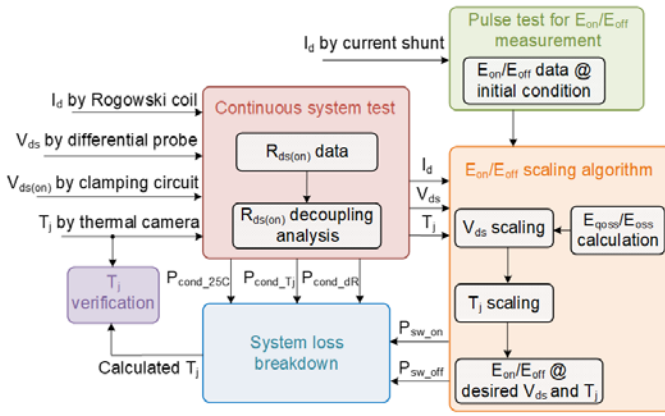 Pulse test for Eon/Eoff
measurement
Id by current shunt
Eon/Eoff data @
initial condition
Id by Rogowski coil
Vds by differential probe
Vds(on) by clamping circuit
Tj by thermal camera
Continuous system test
Rds(on) data
Rds(on) decoupling
analysis
Id
Vds
Tj
Eon/Eoff scaling algorithm
Vds scaling
Eqoss/Eoss
calculation
Tj scaling
Eon/Eoff @
desired Vds and Tj
Tj
verification
Pcond_25C
Pcond_Tj
Pcond_dR
System loss
breakdown
Psw_on
Psw_off
Calculated Tj